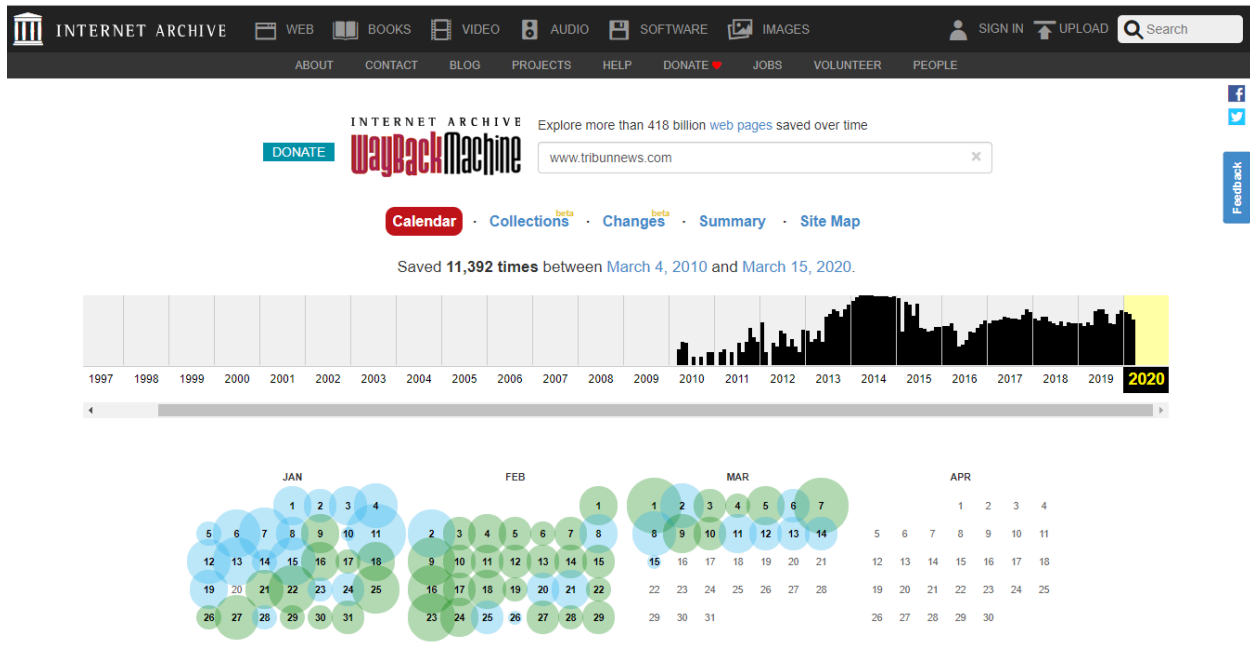 INTERNET ARCHIVE WEB BOOKS VIDEO AUDIO SOFTWARE IMAGES SIGN IN UPLOAD Search
ABOUT CONTACT BLOG PROJECTS HELP DONATE JOBS VOLUNTEER PEOPLE
INTERNET ARCHIVE
WayBackMachine
Explore more than 418 billion web pages saved over time
DONATE
www.tribunnews.com ×
Feedback
Calendar · Collections beta · Changes beta · Summary · Site Map
Saved 11,392 times between March 4, 2010 and March 15, 2020.
1997 1998 1999 2000 2001 2002 2003 2004 2005 2006 2007 2008 2009 2010 2011 2012 2013 2014 2015 2016 2017 2018 2019 2020
JAN FEB MAR APR
1 2 3 4 1 1 2 3 4 5 6 7 1 2 3 4
5 6 7 8 9 10 11 2 3 4 5 6 7 8 8 9 10 11 12 13 14 5 6 7 8 9 10 11
12 13 14 15 16 17 18 9 10 11 12 13 14 15 15 16 17 18 19 20 21 12 13 14 15 16 17 18
19 20 21 22 23 24 25 16 17 18 19 20 21 22 22 23 24 25 26 27 28 19 20 21 22 23 24 25
26 27 28 29 30 31 23 24 25 26 27 28 29 29 30 31 26 27 28 29 30